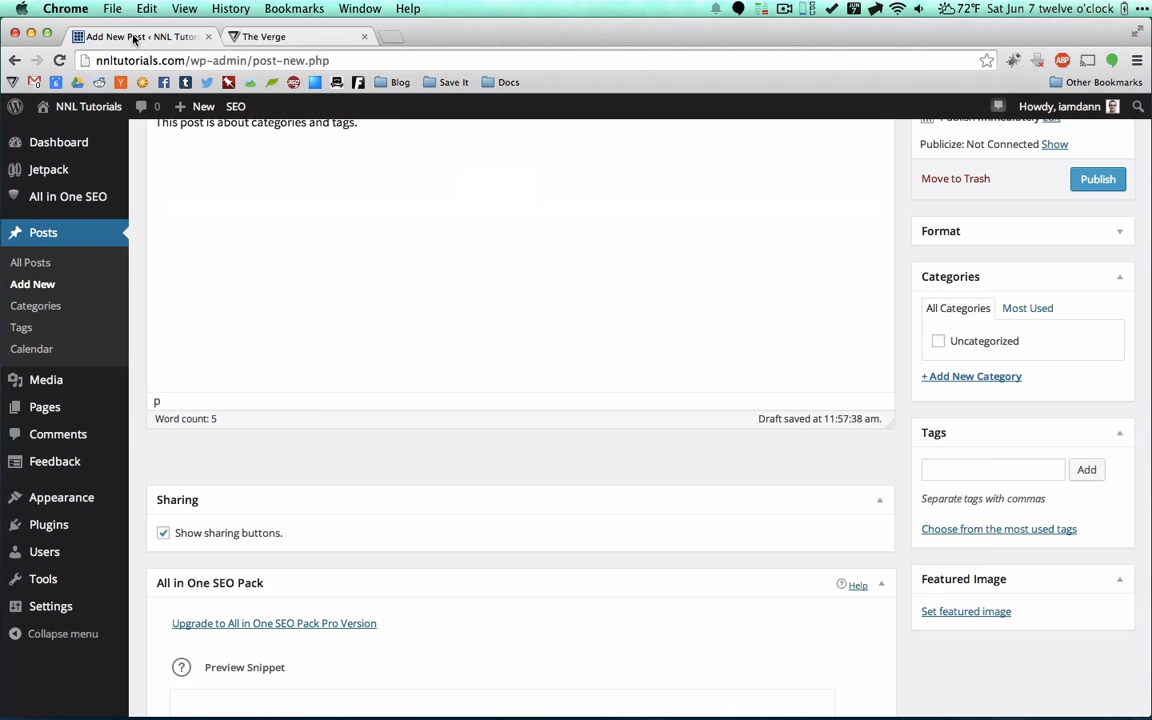 Chrome File Edit View History Bookmarks Window Help 7 72°F Sat Jun 7 twelve o'clock
Add New Post ‹ NNL Tutor × The Verge ×
nnltutorials.com/wp-admin/post-new.php
Blog Save It Docs Other Bookmarks
NNL Tutorials 0 + New SEO Howdy, iamdann
Dashboard
Jetpack
All in One SEO
Posts
All Posts
Add New
Categories
Tags
Calendar
Media
Pages
Comments
Feedback
Appearance
Plugins
Users
Tools
Settings
Collapse menu
This post is about categories and tags.
p
Word count: 5 Draft saved at 11:57:38 am.
Sharing
Show sharing buttons.
All in One SEO Pack Help
Upgrade to All in One SEO Pack Pro Version
? Preview Snippet
Publicize: Not Connected Show
Move to Trash Publish
Format
Categories
All Categories Most Used
Uncategorized
+ Add New Category
Tags
Add
Separate tags with commas
Choose from the most used tags
Featured Image
Set featured image